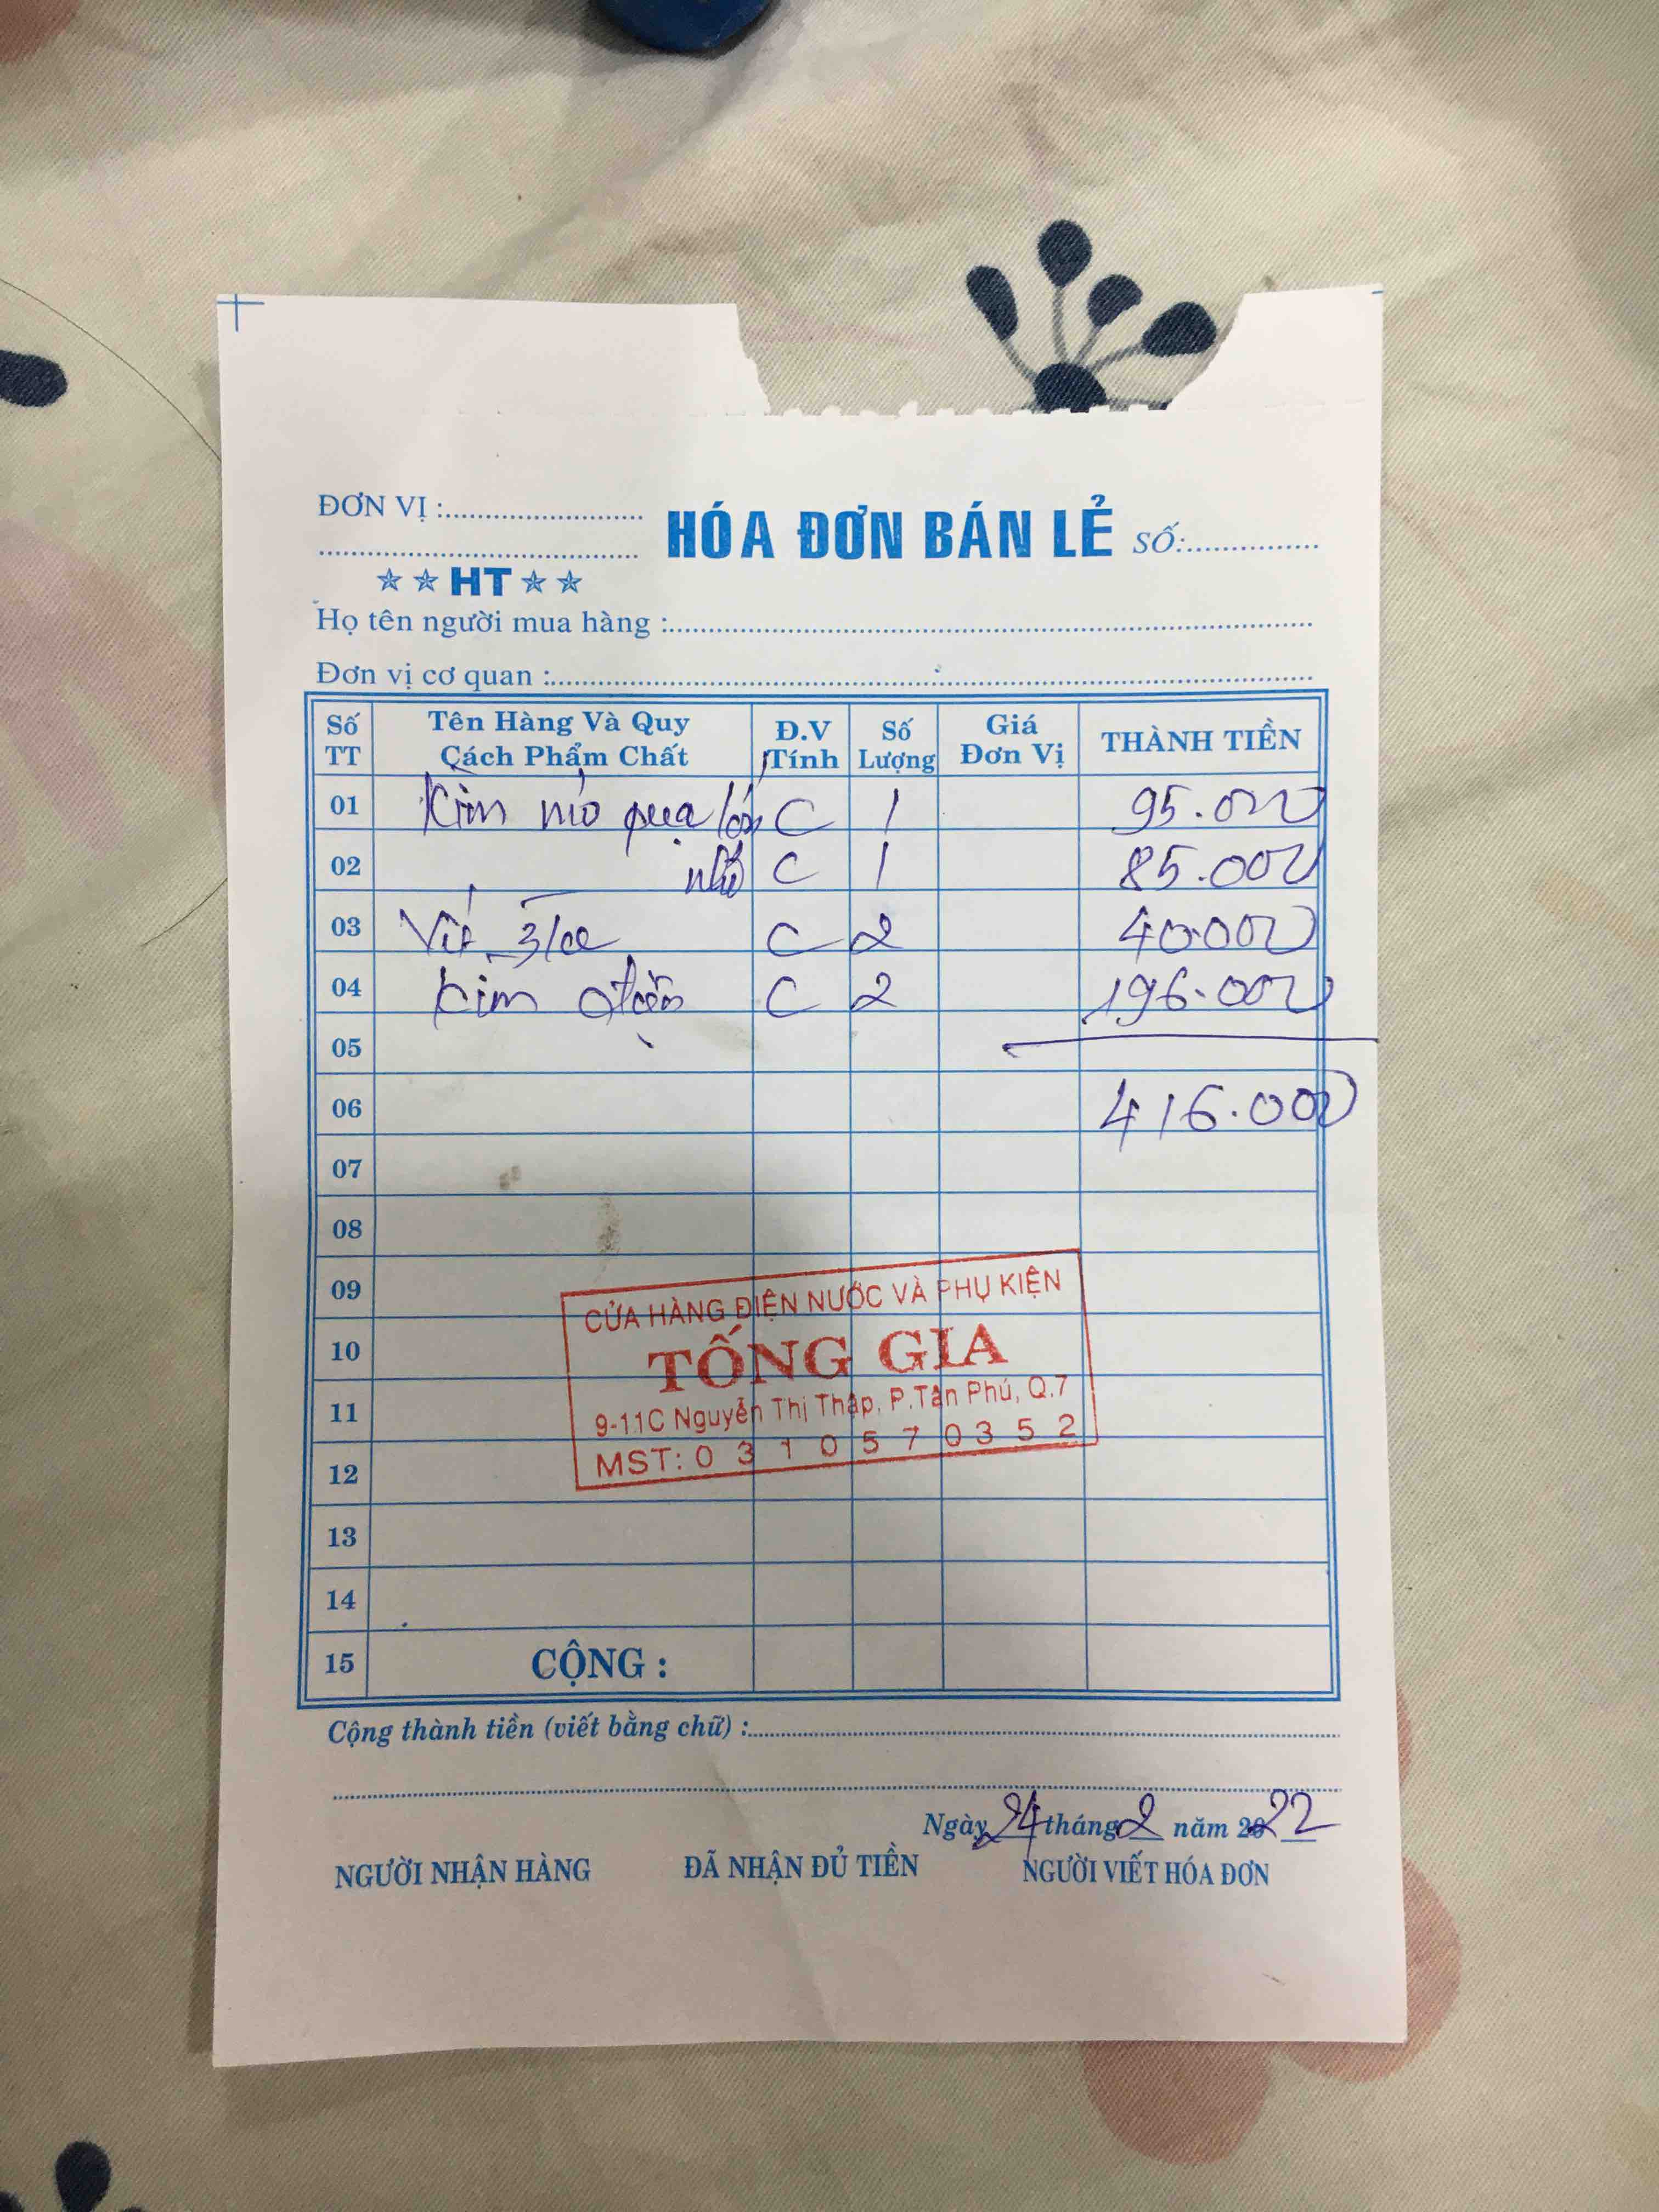 ĐƠN VỊ :........................
........................................
HÓA ĐƠN BÁN LẺ SỐ:................
☆ ☆ HT ☆ ☆
Họ tên người mua hàng :................................................................................
Đơn vị cơ quan :................................................................................
Số TT Tên Hàng Và Quy Cách Phẩm Chất Đ.V Tính Số Lượng Giá Đơn Vị THÀNH TIỀN
01 Kìm mỏ quạ lớn C 1 95.000
02 nhỏ C 1 85.000
03 Vít C 2 40.000
04 Kìm C 2 196.000
05
06 416.000
07
08
09
10
11
12
13
14
15 CỘNG :
CỬA HÀNG ĐIỆN NƯỚC VÀ PHỤ KIỆN
TỐNG GIA
9-11C Nguyễn Thị Thập, P.Tân Phú, Q.7
MST: 0 3 1 0 5 7 0 3 5 2
Cộng thành tiền (viết bằng chữ) :................................................................................
................................................................................
Ngày 24 tháng 2 năm 2022
NGƯỜI NHẬN HÀNG ĐÃ NHẬN ĐỦ TIỀN NGƯỜI VIẾT HÓA ĐƠN